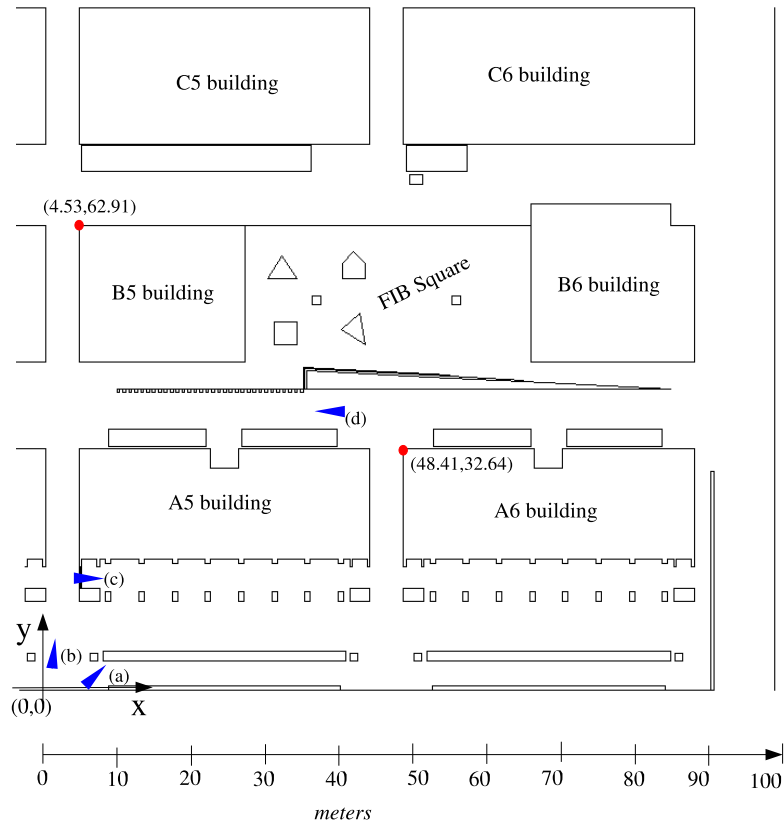 C5 building
C6 building
(4.53,62.91)
B5 building
FIB Square
B6 building
(d)
(48.41,32.64)
A5 building
A6 building
(c)
y
(b)
(a)
(0,0)
x
0 10 20 30 40 50 60 70 80 90 100
meters